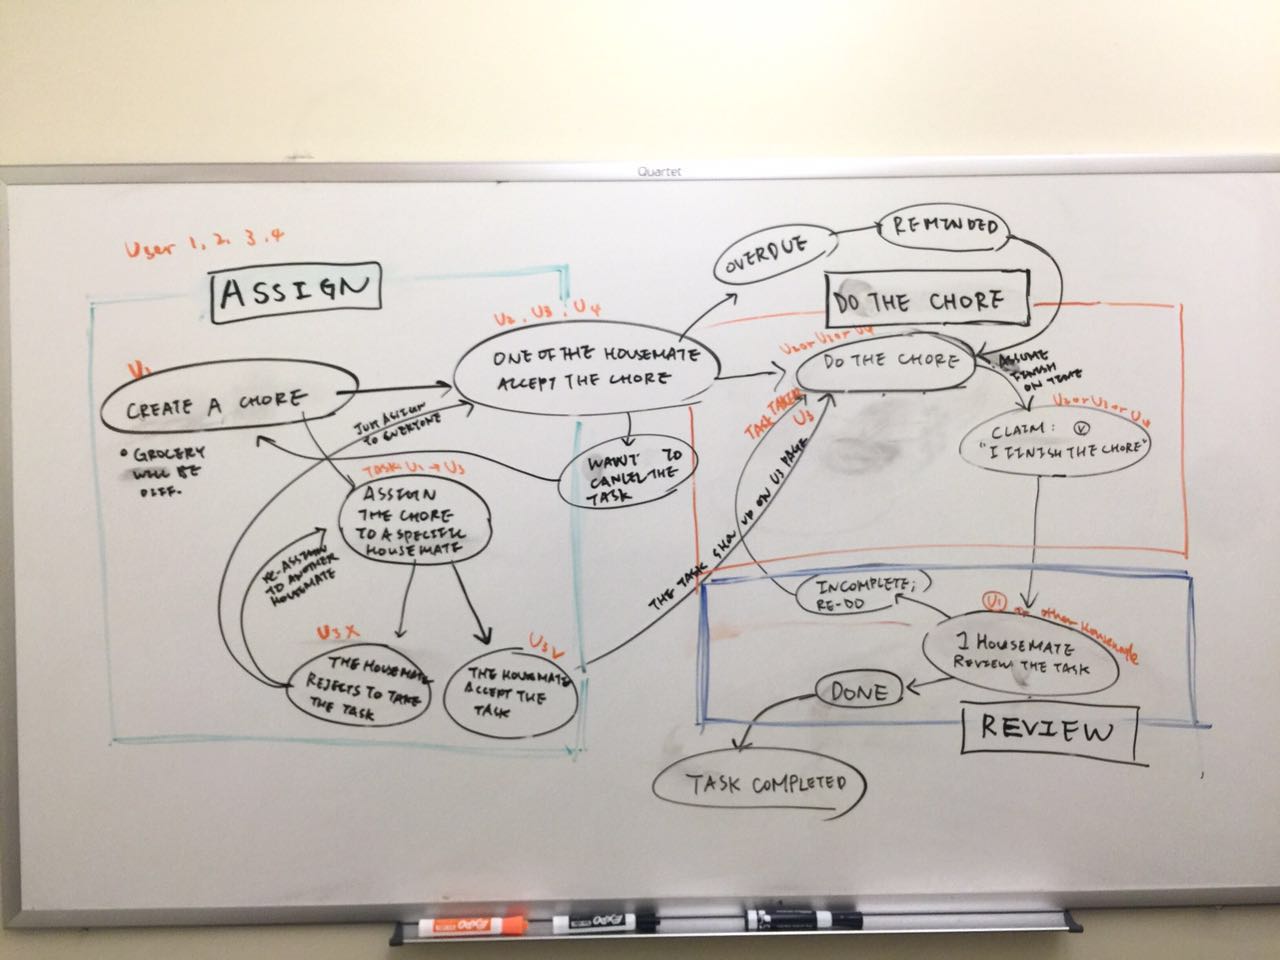 Quartet
User 1, 2, 3, 4
ASSIGN
U1
CREATE A CHORE
• GROCERY
WILL BE
DIFF.
U2, U3, U4
ONE OF THE HOUSEMATE
ACCEPT THE CHORE
JUST ASSIGN
TO EVERYONE
WANT TO
CANCEL THE
TASK
TASK U1 → U3
ASSIGN
THE CHORE
TO A SPECIFIC
HOUSEMATE
RE-ASSIGN
TO ANOTHER
HOUSEMATE
U3 X
THE HOUSEMATE
REJECTS TO TAKE
THE TASK
U3 V
THE HOUSEMATE
ACCEPT THE
TASK
THE TASK SHOW UP ON U3 PAGE
OVERDUE
REMINDED
DO THE CHORE
U2 or U3 or U4
DO THE CHORE
TASK TAKER
U3
ASSUME
FINISH
ON TIME
U2 or U3 or U4
CLAIM: V
"I FINISH THE CHORE"
INCOMPLETE;
RE-DO
U1 other housemate
1 HOUSEMATE
REVIEW THE TASK
DONE
REVIEW
TASK COMPLETED
EXPO
EXPO
EXPO